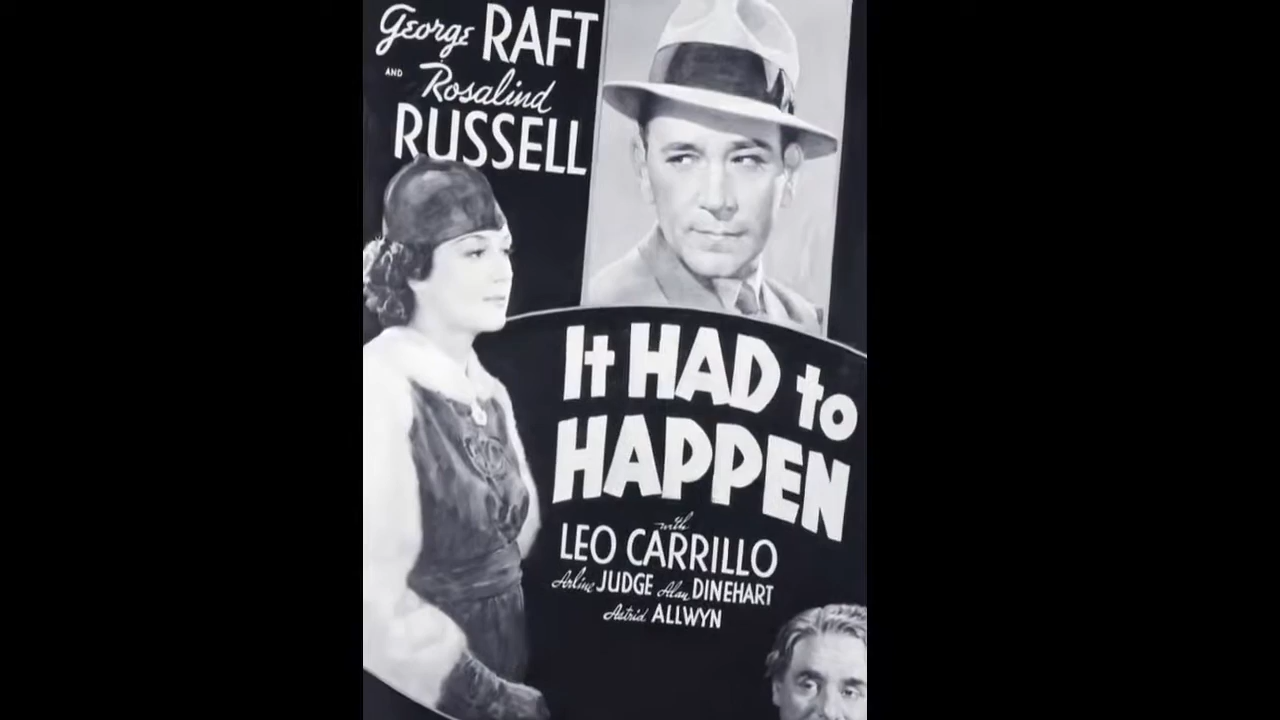 George RAFT
AND Rosalind
RUSSELL
It HAD to
HAPPEN
with
LEO CARRILLO
Arline JUDGE Alan DINEHART
Astrid ALLWYN